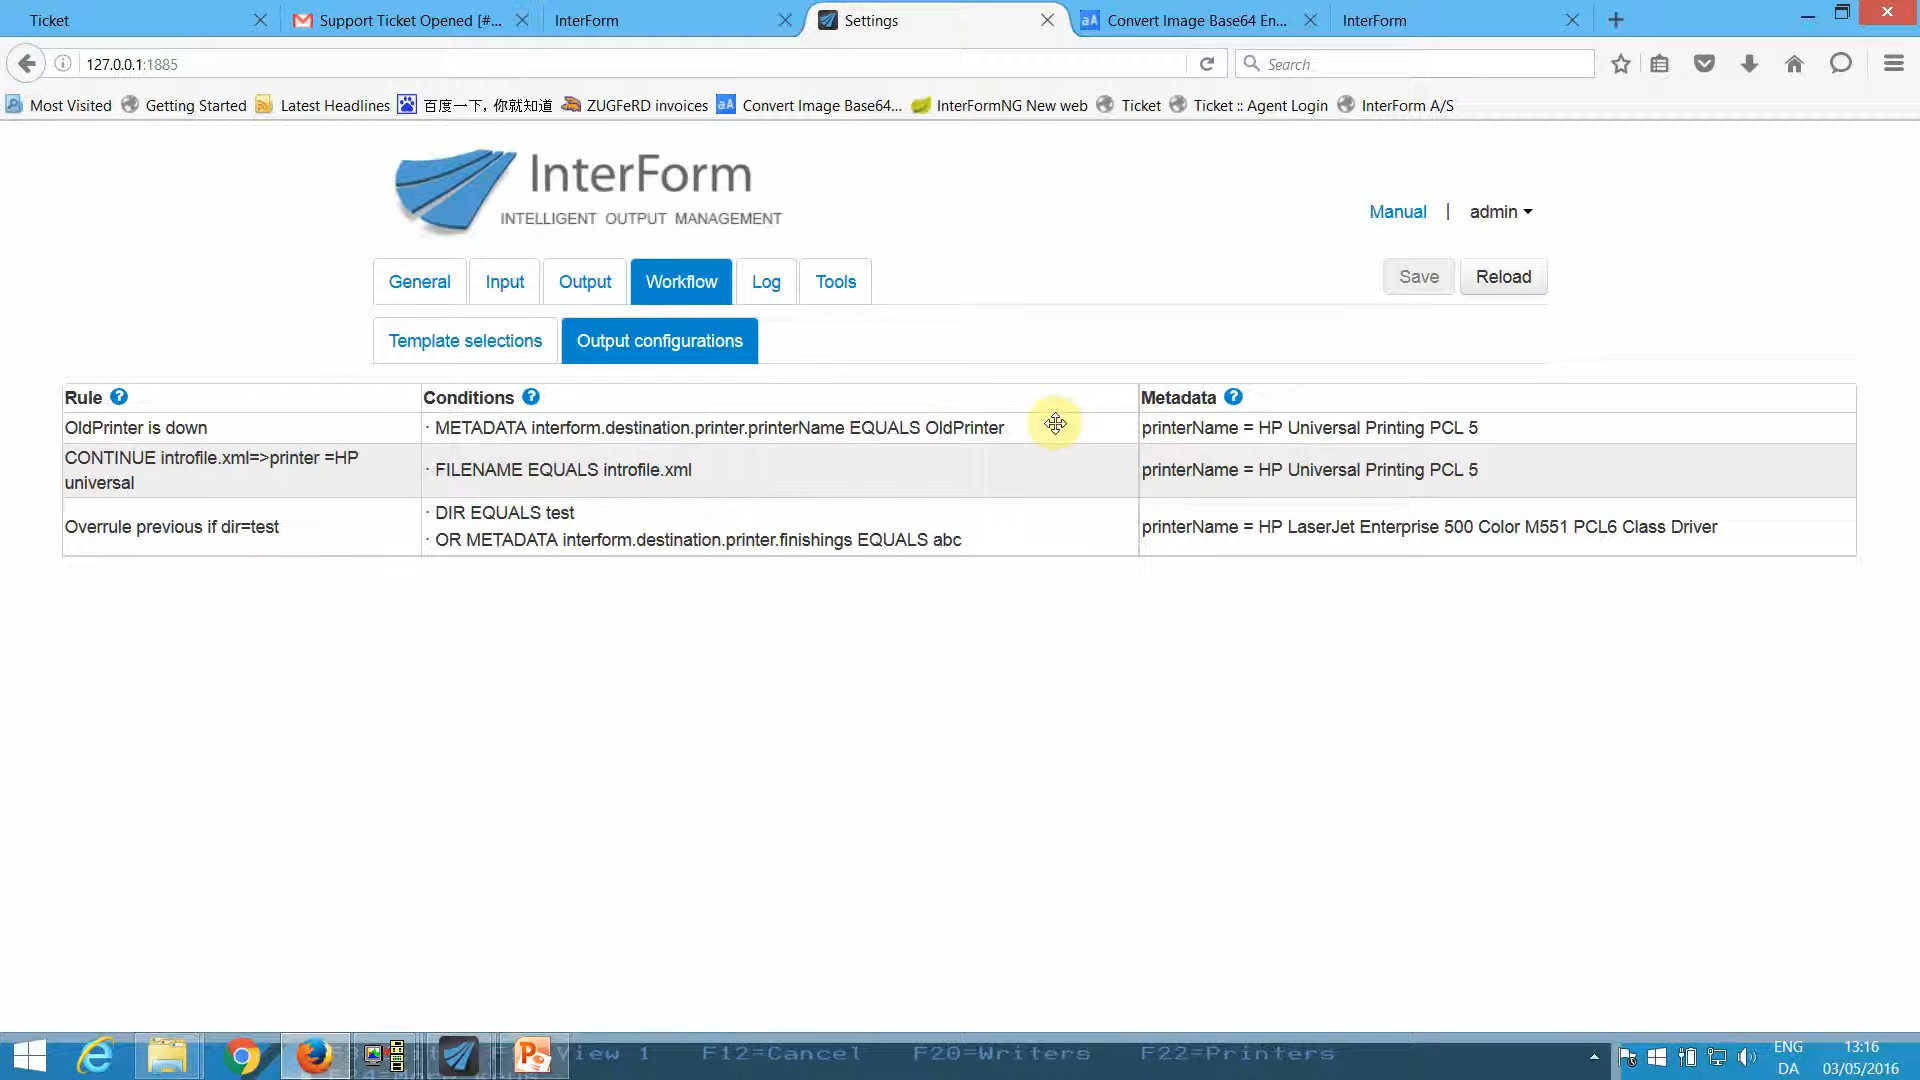 Ticket
Support Ticket Opened [#...
InterForm
Settings
Convert Image Base64 En...
InterForm
127.0.0.1:1885
Search
Most Visited
Getting Started
Latest Headlines
百度一下，你就知道
ZUGFeRD invoices
Convert Image Base64...
InterFormNG New web
Ticket
Ticket :: Agent Login
InterForm A/S
InterForm
INTELLIGENT OUTPUT MANAGEMENT
Manual | admin
General Input Output Workflow Log Tools
Save Reload
Template selections Output configurations
Rule ? Conditions ? Metadata ?
OldPrinter is down
· METADATA interform.destination.printer.printerName EQUALS OldPrinter
printerName = HP Universal Printing PCL 5
CONTINUE introfile.xml=>printer =HP
universal
· FILENAME EQUALS introfile.xml
printerName = HP Universal Printing PCL 5
Overrule previous if dir=test
· DIR EQUALS test
· OR METADATA interform.destination.printer.finishings EQUALS abc
printerName = HP LaserJet Enterprise 500 Color M551 PCL6 Class Driver
View 1 F12=Cancel F20=Writers F22=Printers
ENG
DA
13:16
03/05/2016